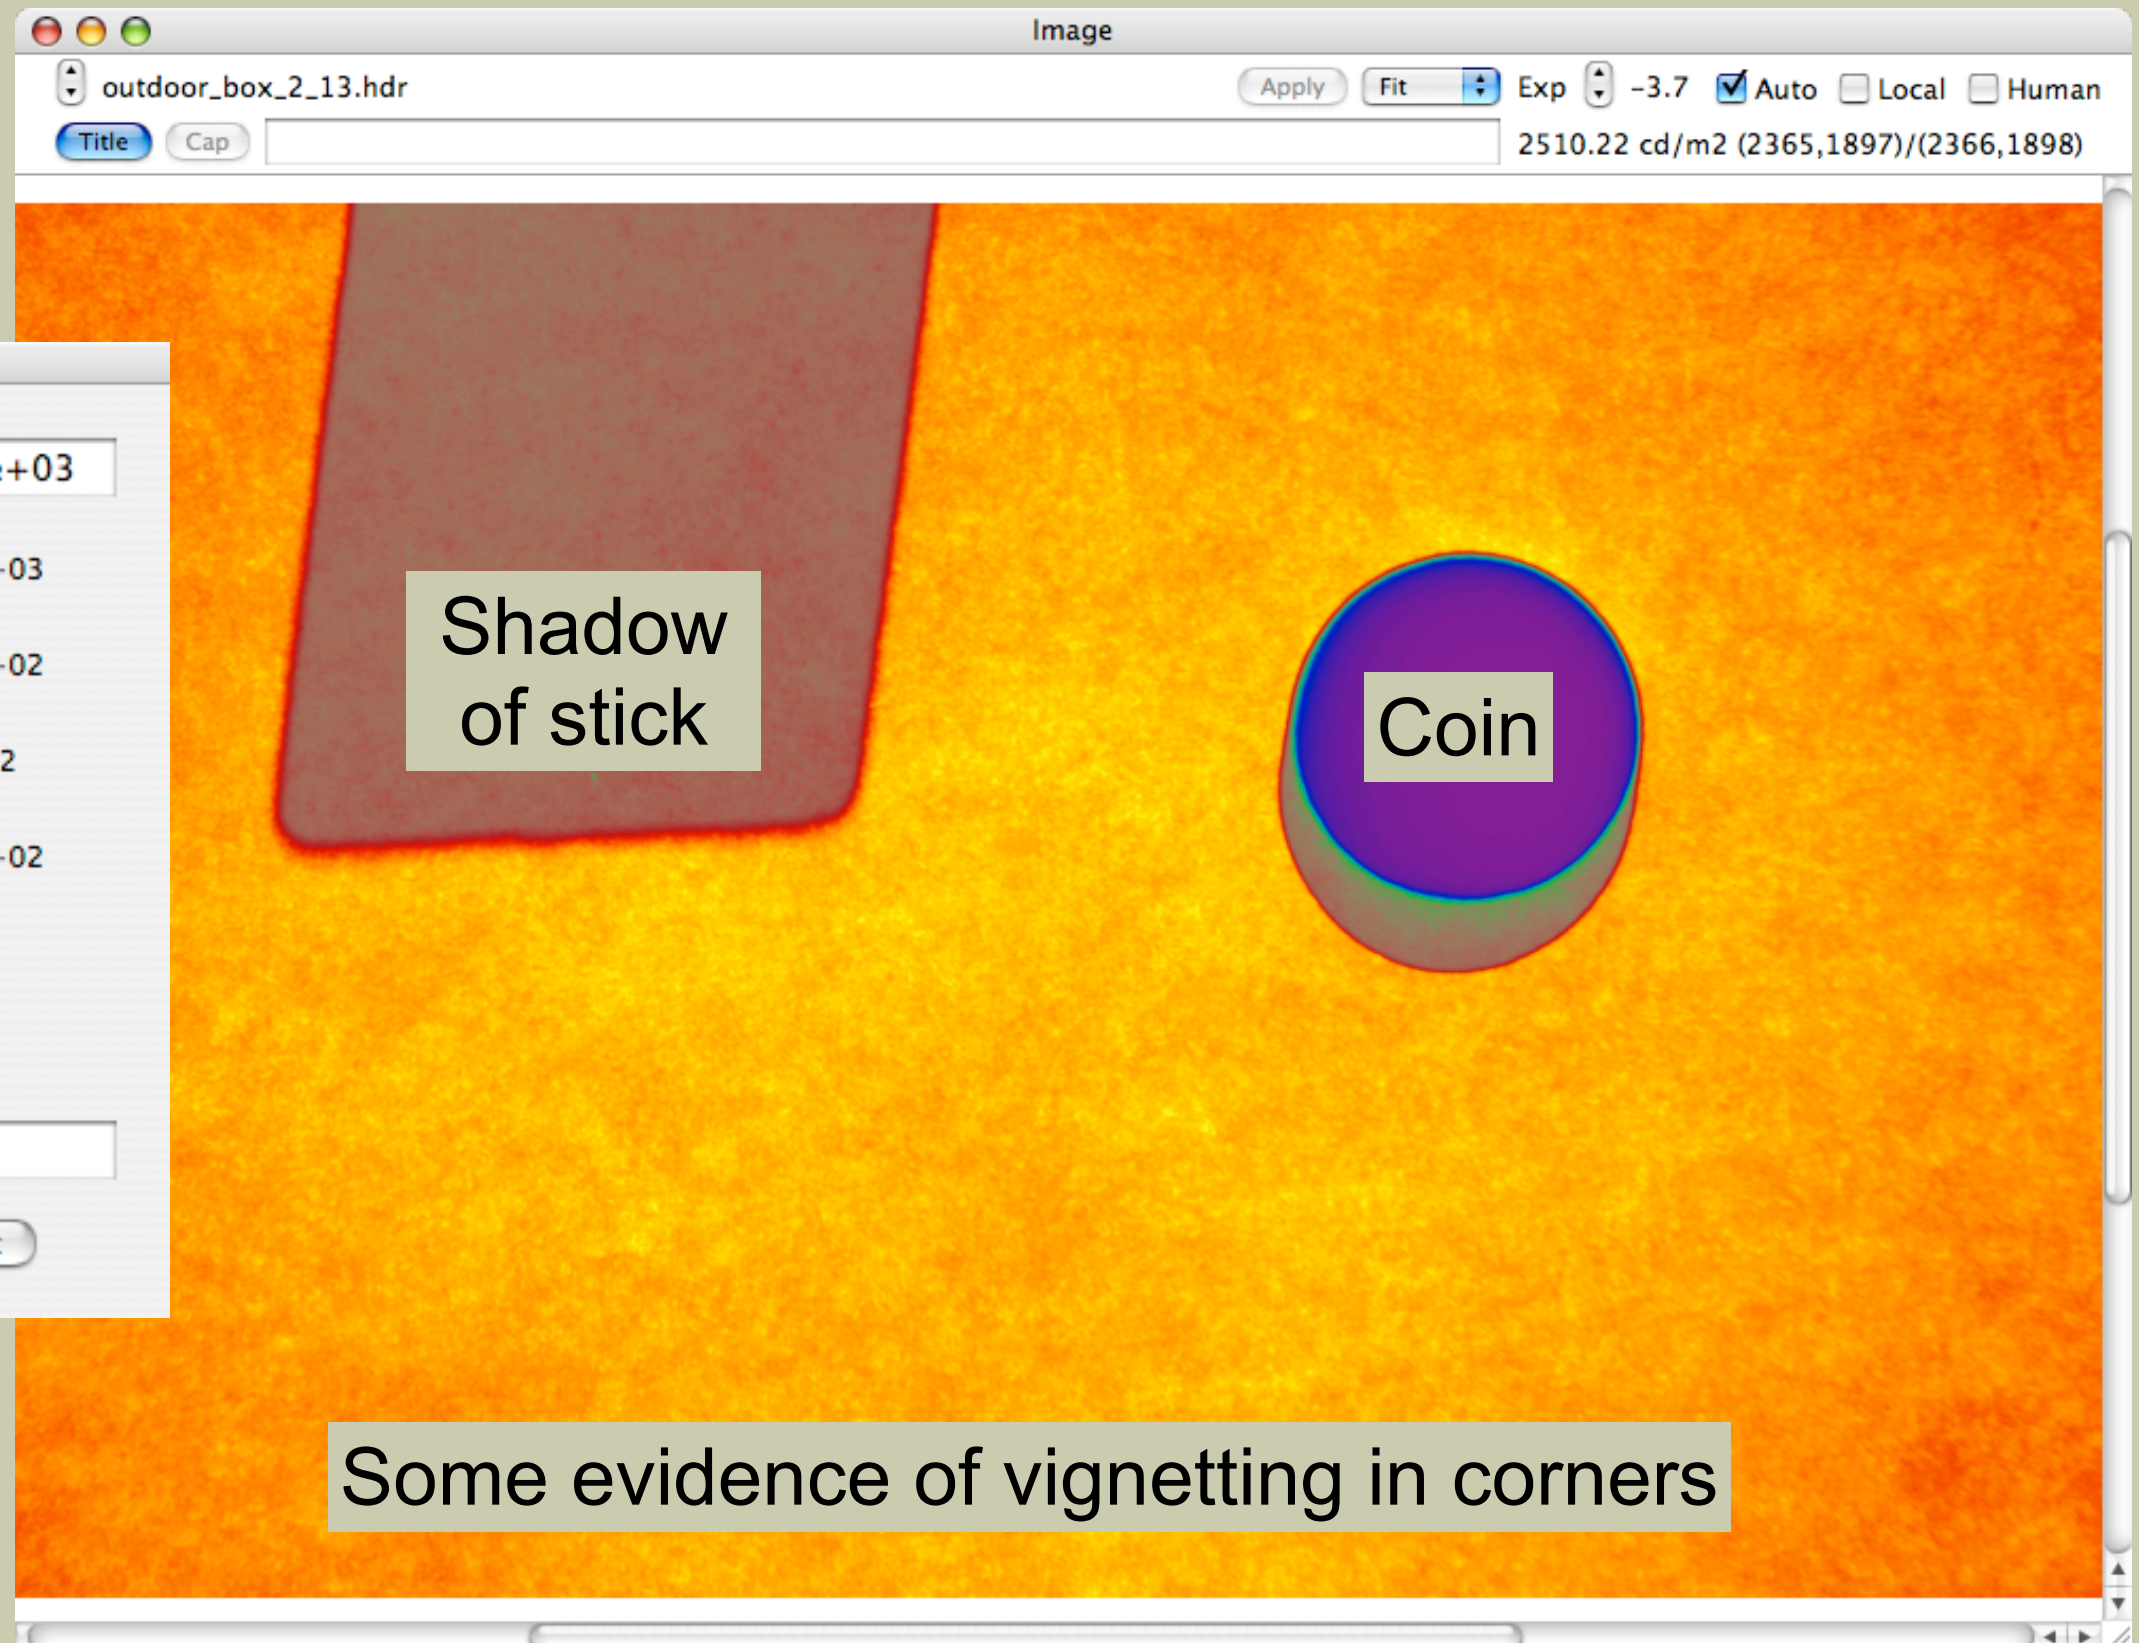 Image
outdoor_box_2_13.hdr
Apply Fit Exp -3.7 Auto Local Human
Title Cap
2510.22 cd/m2 (2365,1897)/(2366,1898)
+03
03
02
2
02
Shadow
of stick
Coin
Some evidence of vignetting in corners